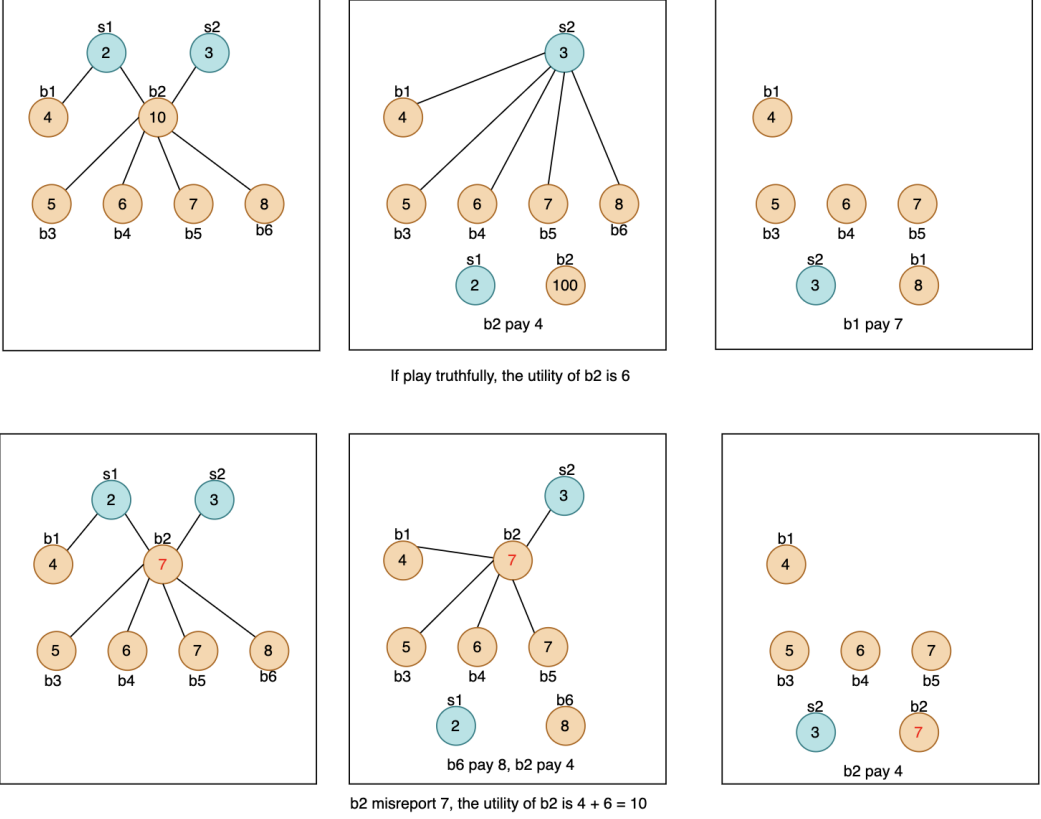 s1
s2
2
3
b1
b2
4
10
5
6
7
8
b3
b4
b5
b6
s2
3
b1
4
5
6
7
8
b3
b4
b5
b6
s1
b2
2
100
b2 pay 4
b1
4
5
6
7
b3
b4
b5
s2
b1
3
8
b1 pay 7
If play truthfully, the utility of b2 is 6
s1
s2
2
3
b1
b2
4
7
5
6
7
8
b3
b4
b5
b6
s2
3
b1
b2
4
7
5
6
7
b3
b4
b5
s1
b6
2
8
b6 pay 8, b2 pay 4
b1
4
5
6
7
b3
b4
b5
s2
b2
3
7
b2 pay 4
b2 misreport 7, the utility of b2 is 4 + 6 = 10